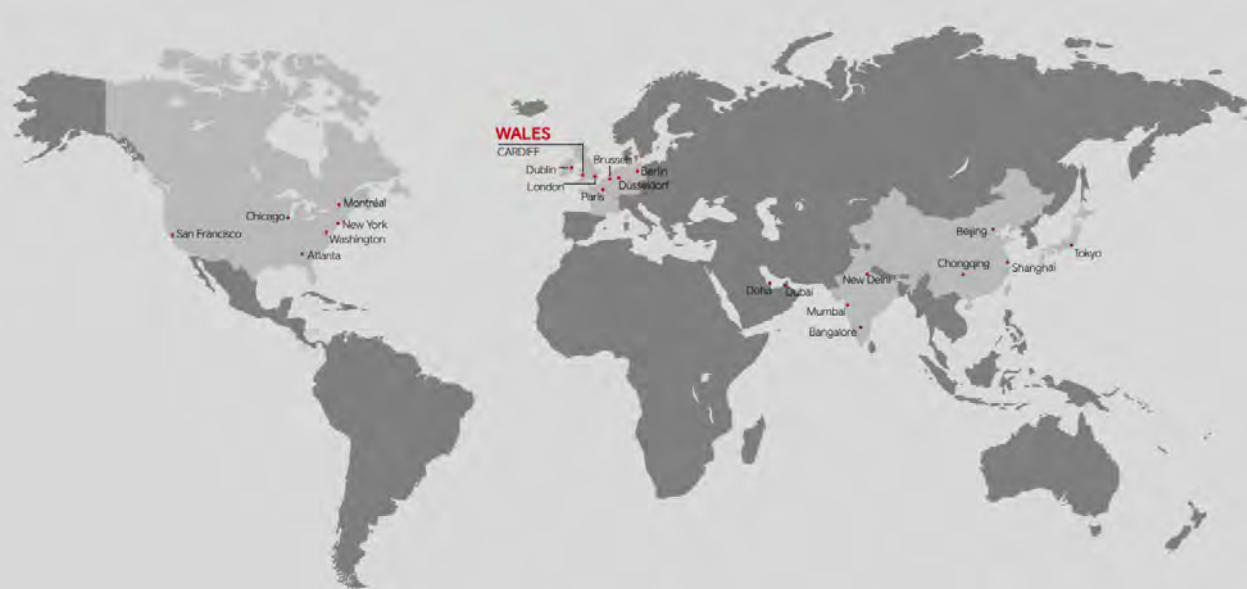 WALES
CARDIFF
Brussels
Dublin
Berlin
London
Düsseldorf
Paris
Montréal
Chicago
New York
San Francisco
Washington
Atlanta
Beijing
Tokyo
Chongqing
Shanghai
New Delhi
Doha
Dubai
Mumbai
Bangalore